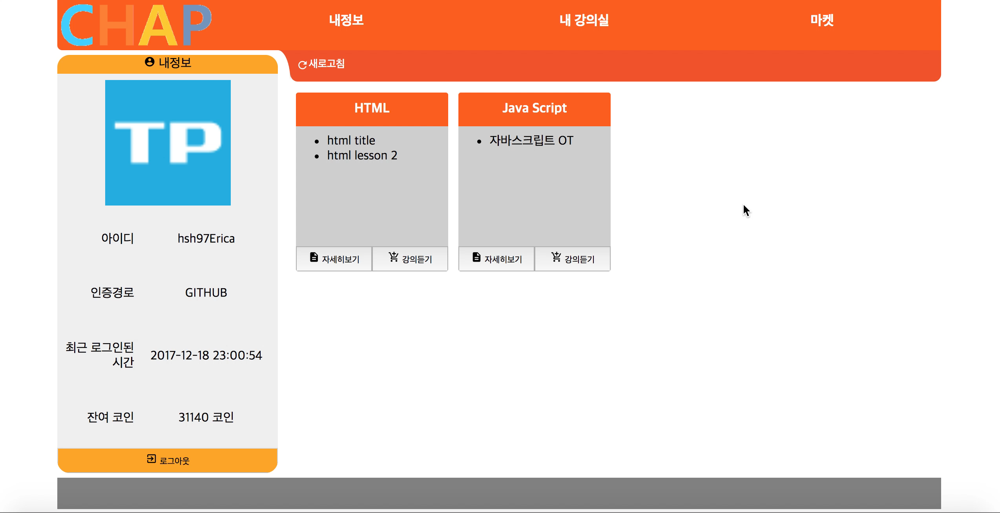 CHAP
내정보
내 강의실
마켓
내정보
새로고침
TP
아이디
hsh97Erica
인증경로
GITHUB
최근 로그인된
시간
2017-12-18 23:00:54
잔여 코인
31140 코인
로그아웃
HTML
html title
html lesson 2
자세히보기
강의듣기
Java Script
자바스크립트 OT
자세히보기
강의듣기